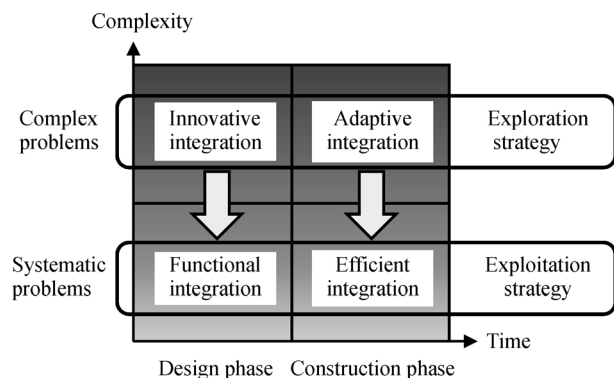 Complexity
Complex
problems
Innovative
integration
Adaptive
integration
Exploration
strategy
Systematic
problems
Functional
integration
Efficient
integration
Exploitation
strategy
Time
Design phase
Construction phase